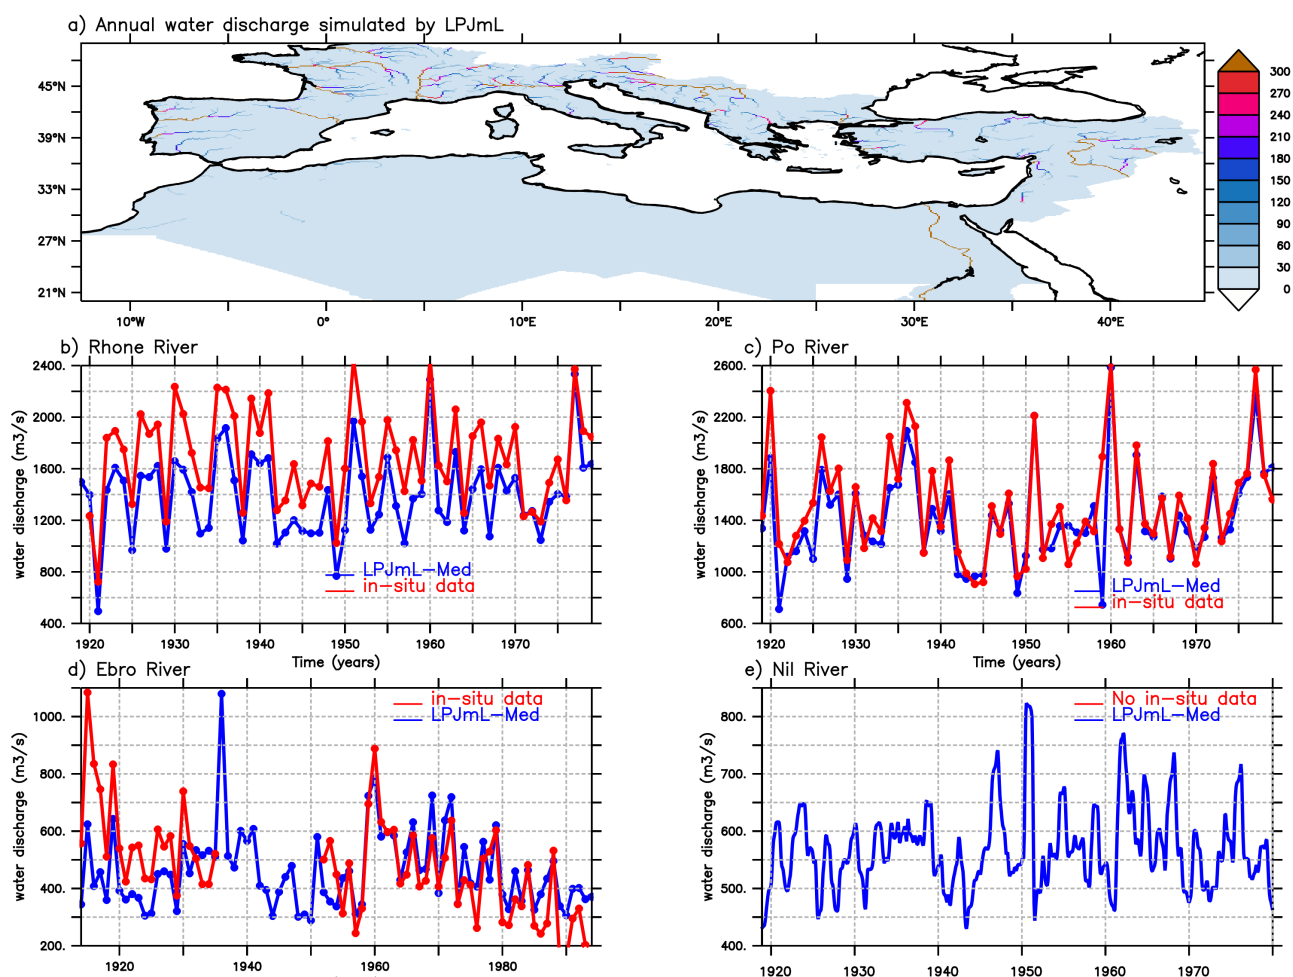 a) Annual water discharge simulated by LPJmL
45°N
39°N
33°N
27°N
21°N
10°W
0°
10°E
20°E
30°E
40°E
300
270
240
210
180
150
120
90
60
30
0
b) Rhone River
2400.
2000.
1600.
1200.
800.
400.
water discharge (m3/s)
LPJmL-Med
in-situ data
1920
1930
1940
1950
1960
1970
Time (years)
c) Po River
2600.
2200.
1800.
1400.
1000.
600.
water discharge (m3/s)
LPJmL-Med
in-situ data
1920
1930
1940
1950
1960
1970
Time (years)
d) Ebro River
1000.
800.
600.
400.
200.
water discharge (m3/s)
in-situ data
LPJmL-Med
1920
1940
1960
1980
e) Nil River
800.
700.
600.
500.
400.
water discharge (m3/s)
No in-situ data
LPJmL-Med
1920
1930
1940
1950
1960
1970